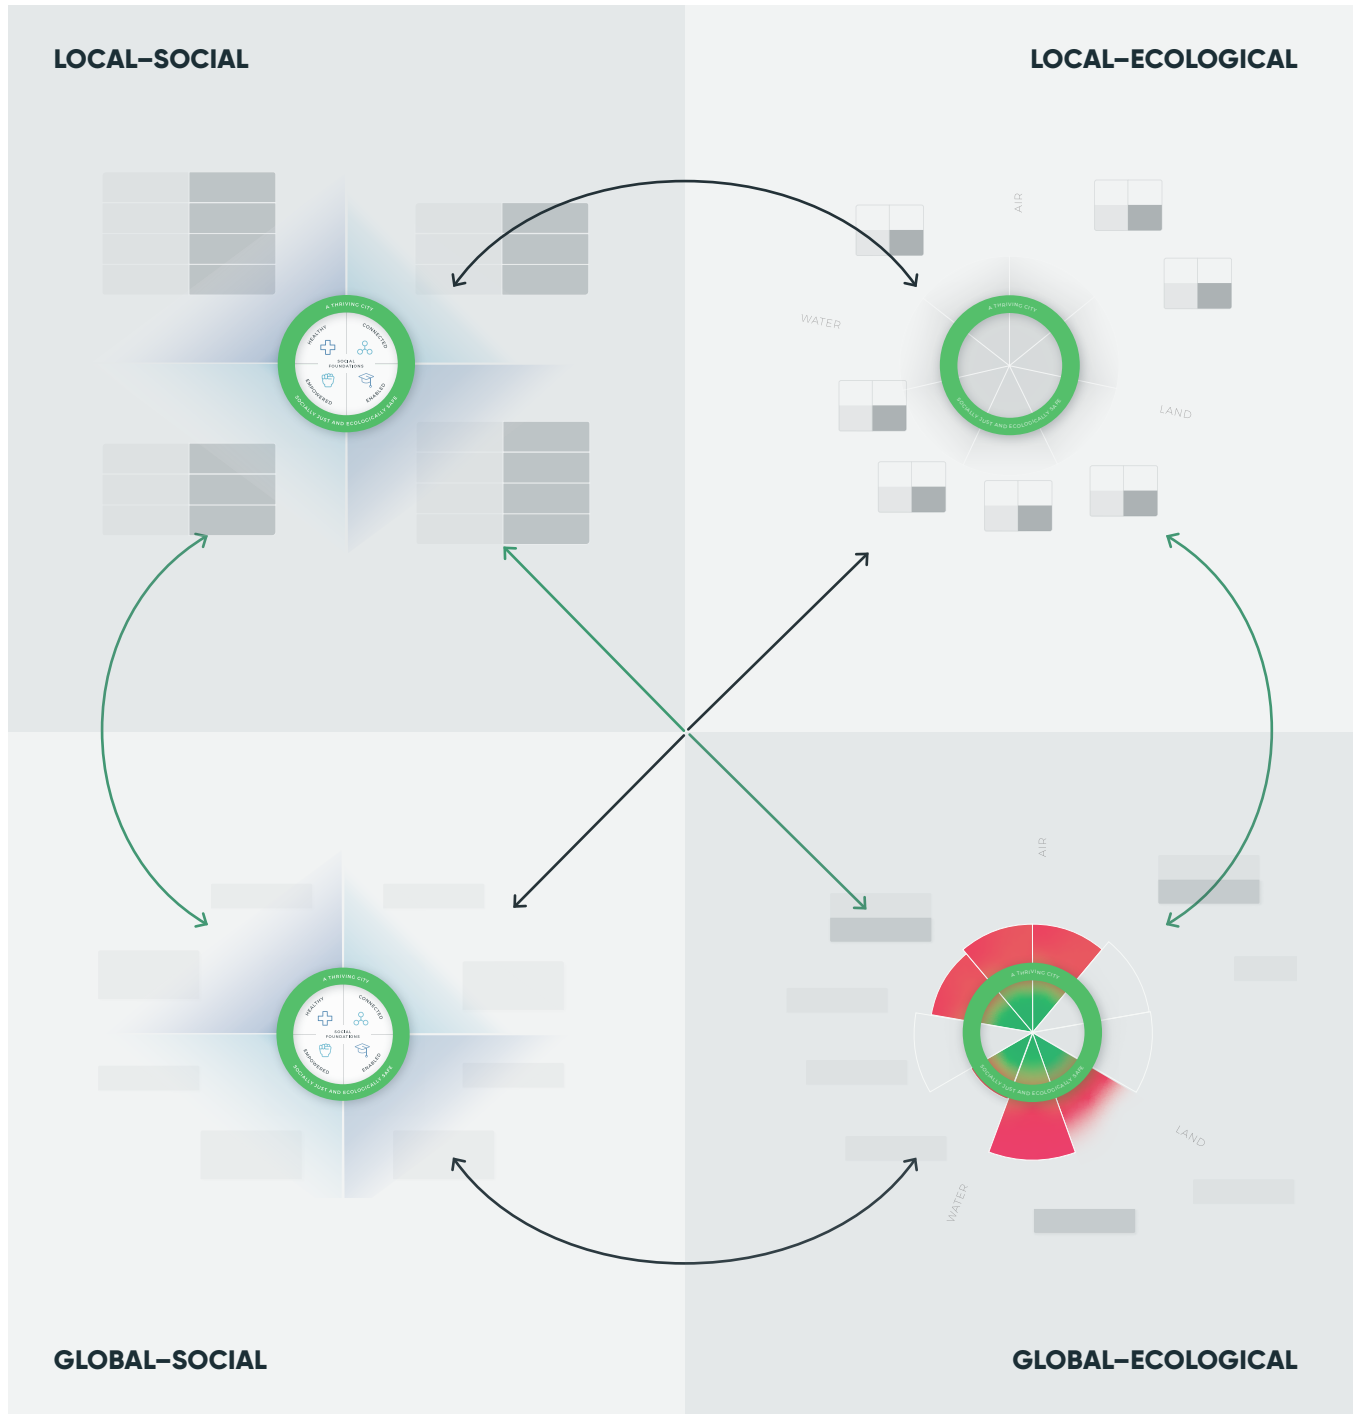 LOCAL–SOCIAL
LOCAL–ECOLOGICAL
A THRIVING CITY
HEALTHY
CONNECTED
SOCIAL
FOUNDATIONS
EMPOWERED
ENABLED
SOCIALLY JUST AND ECOLOGICALLY SAFE
AIR
WATER
A THRIVING CITY
SOCIALLY JUST AND ECOLOGICALLY SAFE
LAND
A THRIVING CITY
HEALTHY
CONNECTED
SOCIAL
FOUNDATIONS
EMPOWERED
ENABLED
SOCIALLY JUST AND ECOLOGICALLY SAFE
AIR
A THRIVING CITY
SOCIALLY JUST AND ECOLOGICALLY SAFE
LAND
WATER
GLOBAL–SOCIAL
GLOBAL–ECOLOGICAL